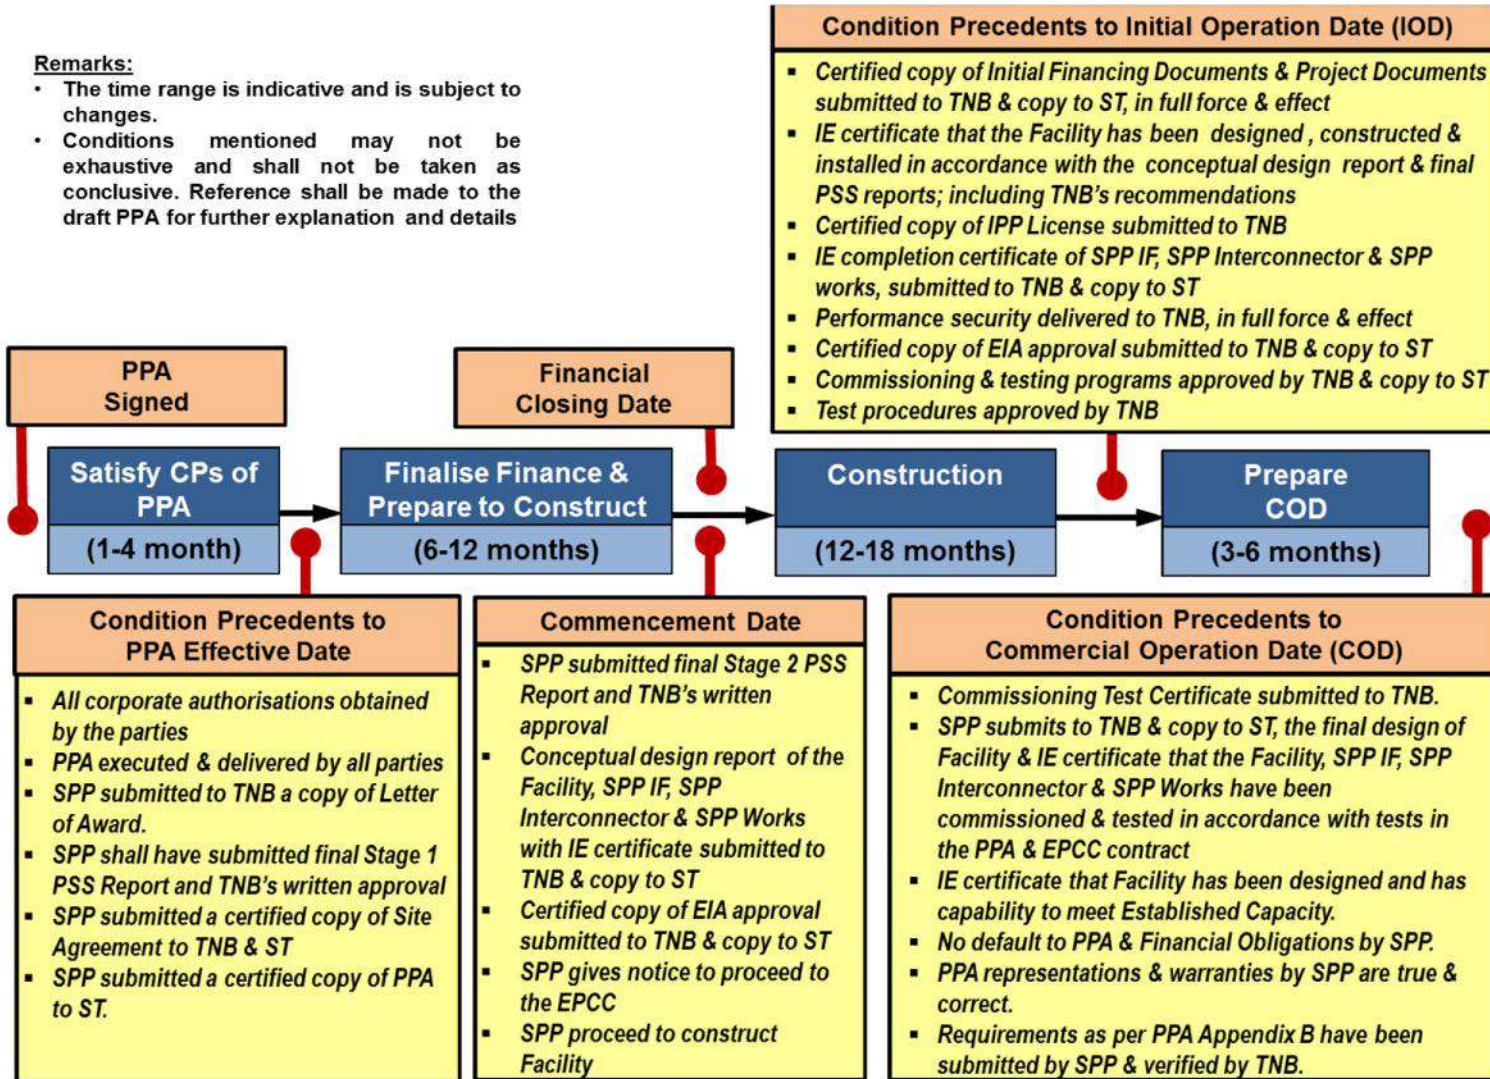 Remarks:
• The time range is indicative and is subject to
changes.
• Conditions mentioned may not be
exhaustive and shall not be taken as
conclusive. Reference shall be made to the
draft PPA for further explanation and details
Condition Precedents to Initial Operation Date (IOD)
▪ Certified copy of Initial Financing Documents & Project Documents
submitted to TNB & copy to ST, in full force & effect
▪ IE certificate that the Facility has been designed , constructed &
installed in accordance with the conceptual design report & final
PSS reports; including TNB's recommendations
▪ Certified copy of IPP License submitted to TNB
▪ IE completion certificate of SPP IF, SPP Interconnector & SPP
works, submitted to TNB & copy to ST
▪ Performance security delivered to TNB, in full force & effect
▪ Certified copy of EIA approval submitted to TNB & copy to ST
▪ Commissioning & testing programs approved by TNB & copy to ST
▪ Test procedures approved by TNB
PPA
Signed
Financial
Closing Date
Satisfy CPs of
PPA
(1-4 month)
Finalise Finance &
Prepare to Construct
(6-12 months)
Construction
(12-18 months)
Prepare
COD
(3-6 months)
Condition Precedents to
PPA Effective Date
▪ All corporate authorisations obtained
by the parties
▪ PPA executed & delivered by all parties
▪ SPP submitted to TNB a copy of Letter
of Award.
▪ SPP shall have submitted final Stage 1
PSS Report and TNB's written approval
▪ SPP submitted a certified copy of Site
Agreement to TNB & ST
▪ SPP submitted a certified copy of PPA
to ST.
Commencement Date
▪ SPP submitted final Stage 2 PSS
Report and TNB's written
approval
▪ Conceptual design report of the
Facility, SPP IF, SPP
Interconnector & SPP Works
with IE certificate submitted to
TNB & copy to ST
▪ Certified copy of EIA approval
submitted to TNB & copy to ST
▪ SPP gives notice to proceed to
the EPCC
▪ SPP proceed to construct
Facility
Condition Precedents to
Commercial Operation Date (COD)
▪ Commissioning Test Certificate submitted to TNB.
▪ SPP submits to TNB & copy to ST, the final design of
Facility & IE certificate that the Facility, SPP IF, SPP
Interconnector & SPP Works have been
commissioned & tested in accordance with tests in
the PPA & EPCC contract
▪ IE certificate that Facility has been designed and has
capability to meet Established Capacity.
▪ No default to PPA & Financial Obligations by SPP.
▪ PPA representations & warranties by SPP are true &
correct.
▪ Requirements as per PPA Appendix B have been
submitted by SPP & verified by TNB.